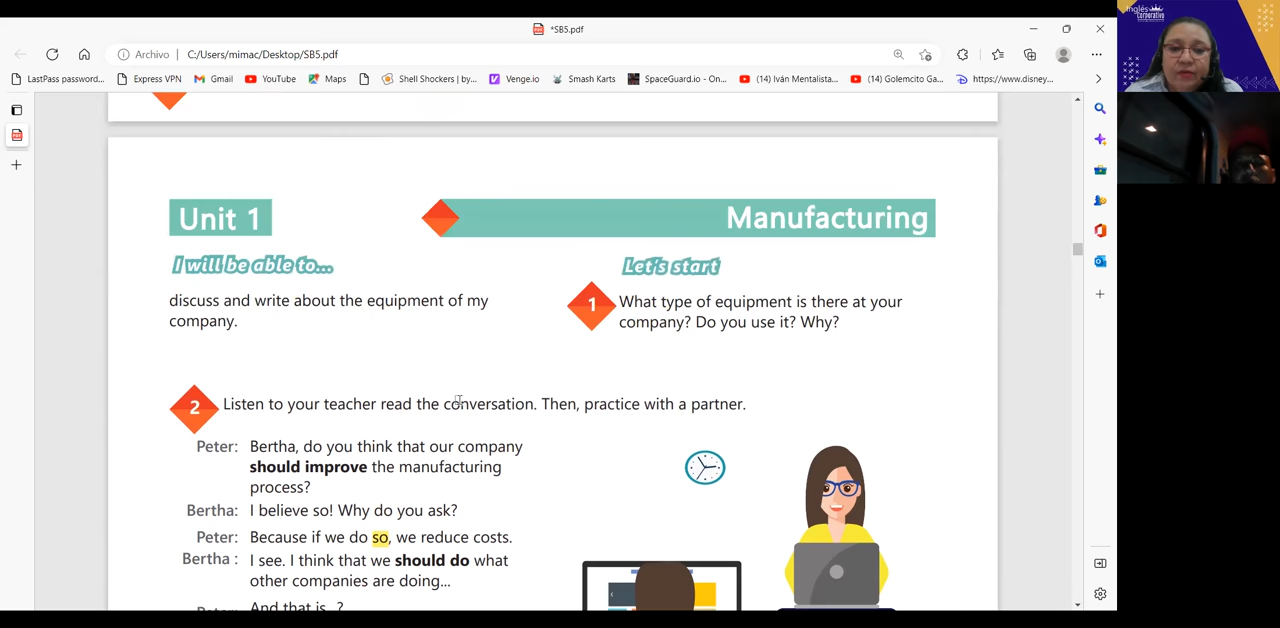 *SB5.pdf
Archivo
C:/Users/mimac/Desktop/SB5.pdf
LastPass password...
Express VPN
Gmail
YouTube
Maps
Shell Shockers | by...
Venge.io
Smash Karts
SpaceGuard.io - On...
(14) Iván Mentalista...
(14) Golemcito Ga...
https://www.disney...
Inglés
Corporativo
Unit 1
Manufacturing
I will be able to...
discuss and write about the equipment of my
company.
Let's start
1
What type of equipment is there at your
company? Do you use it? Why?
2
Listen to your teacher read the conversation. Then, practice with a partner.
Peter: Bertha, do you think that our company
should improve the manufacturing
process?
Bertha: I believe so! Why do you ask?
Peter: Because if we do so, we reduce costs.
Bertha : I see. I think that we should do what
other companies are doing...
Peter: And that is...?